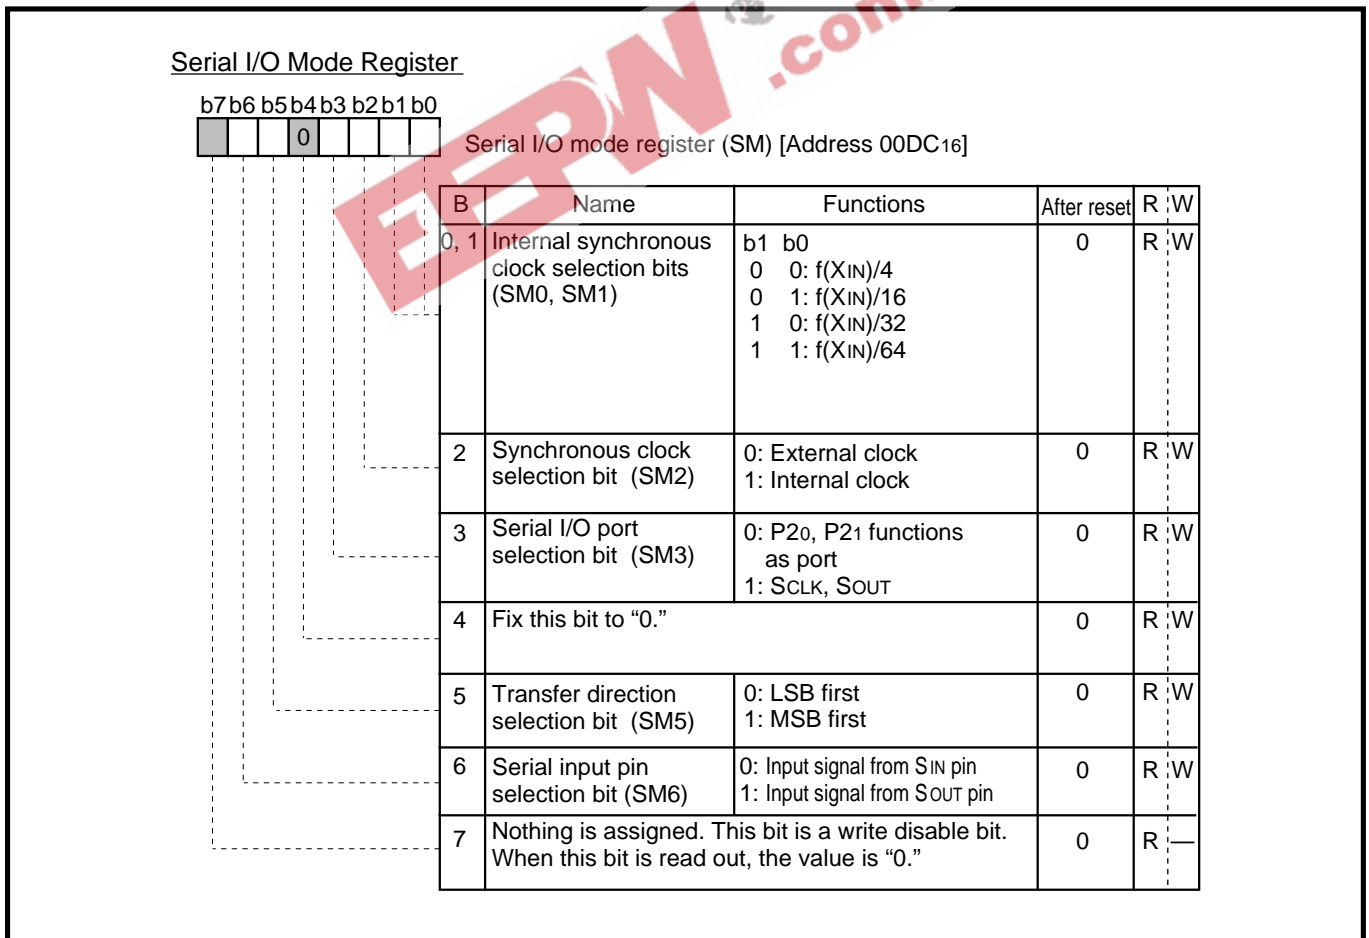 Serial I/O Mode Register
b7 b6 b5 b4 b3 b2 b1 b0
0
Serial I/O mode register (SM) [Address 00DC16]
B Name Functions After reset R W
0, 1 Internal synchronous clock selection bits (SM0, SM1) b1 b0 0 R W
0 0: f(XIN)/4
0 1: f(XIN)/16
1 0: f(XIN)/32
1 1: f(XIN)/64
2 Synchronous clock selection bit (SM2) 0: External clock 0 R W
1: Internal clock
3 Serial I/O port selection bit (SM3) 0: P20, P21 functions as port 0 R W
1: SCLK, SOUT
4 Fix this bit to “0.” 0 R W
5 Transfer direction selection bit (SM5) 0: LSB first 0 R W
1: MSB first
6 Serial input pin selection bit (SM6) 0: Input signal from SIN pin 0 R W
1: Input signal from SOUT pin
7 Nothing is assigned. This bit is a write disable bit. 0 R —
When this bit is read out, the value is “0.”
EEPW
.com